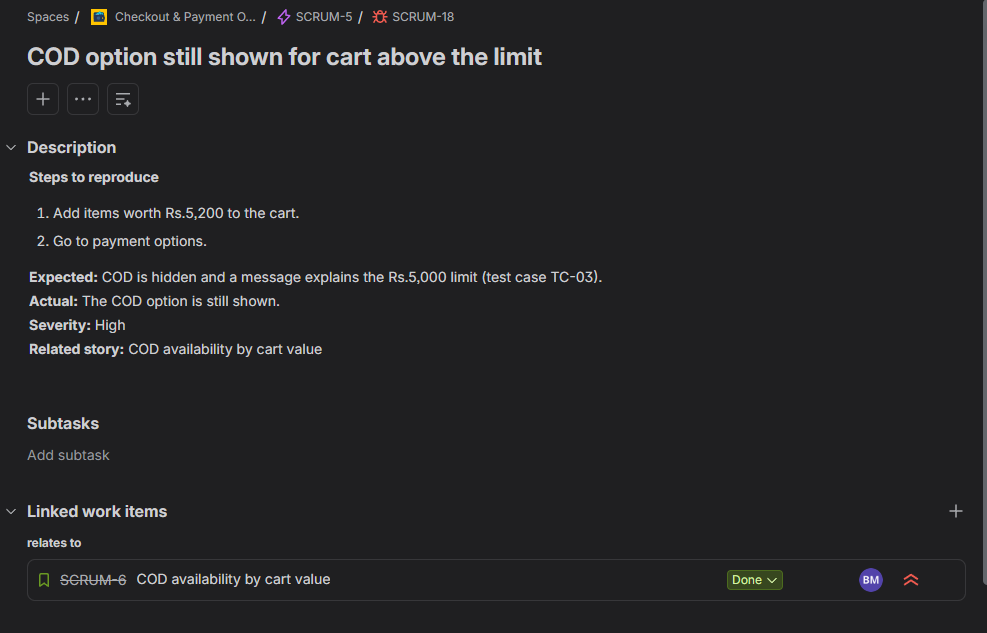 Spaces / Checkout & Payment O... / SCRUM-5 / SCRUM-18
COD option still shown for cart above the limit
Description
Steps to reproduce
1. Add items worth Rs.5,200 to the cart.
2. Go to payment options.
Expected: COD is hidden and a message explains the Rs.5,000 limit (test case TC-03).
Actual: The COD option is still shown.
Severity: High
Related story: COD availability by cart value
Subtasks
Add subtask
Linked work items
relates to
SCRUM-6 COD availability by cart value Done BM